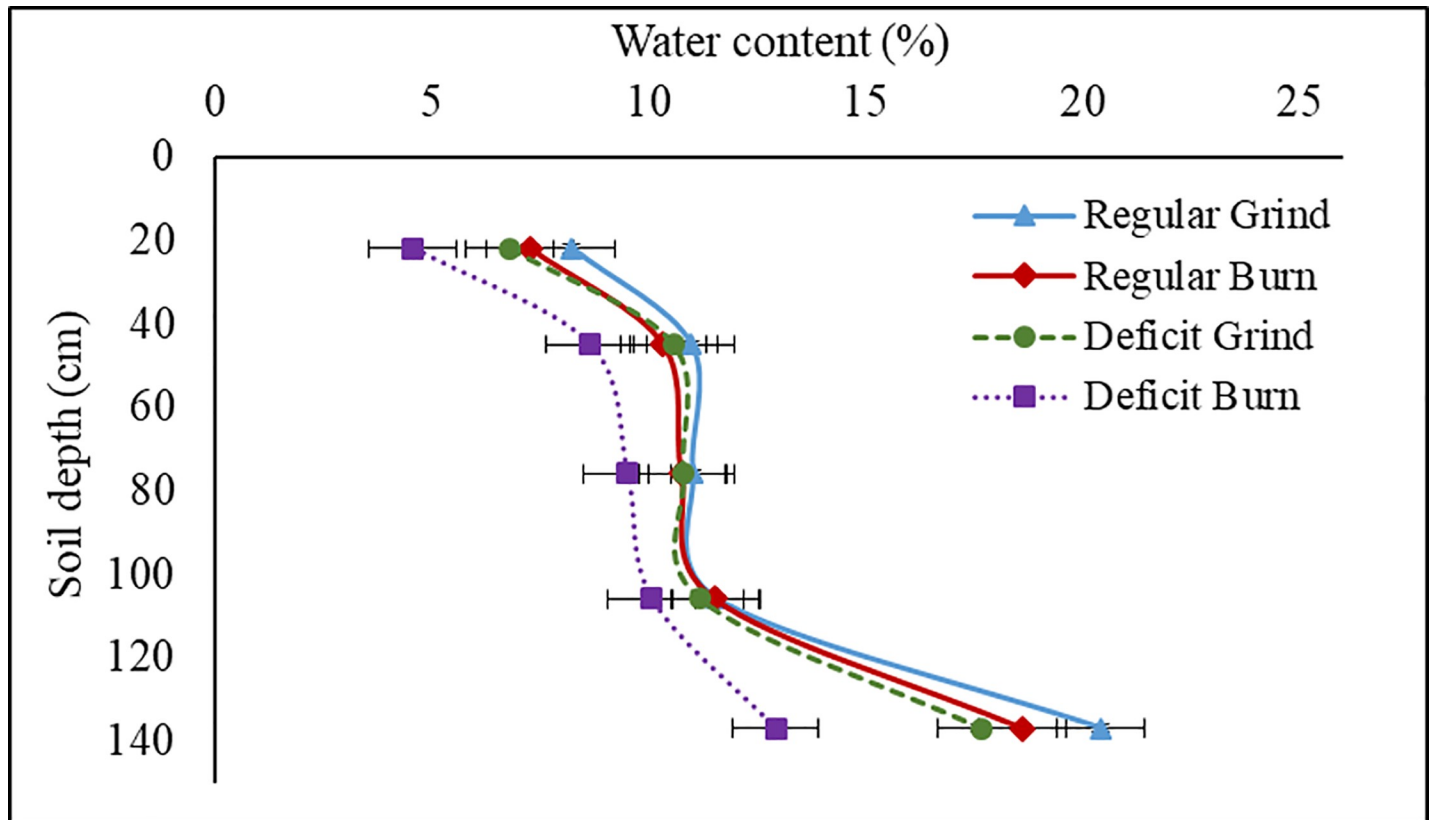 Water content (%)
0 5 10 15 20 25
0
20
40
60
80
100
120
140
Soil depth (cm)
Regular Grind
Regular Burn
Deficit Grind
Deficit Burn